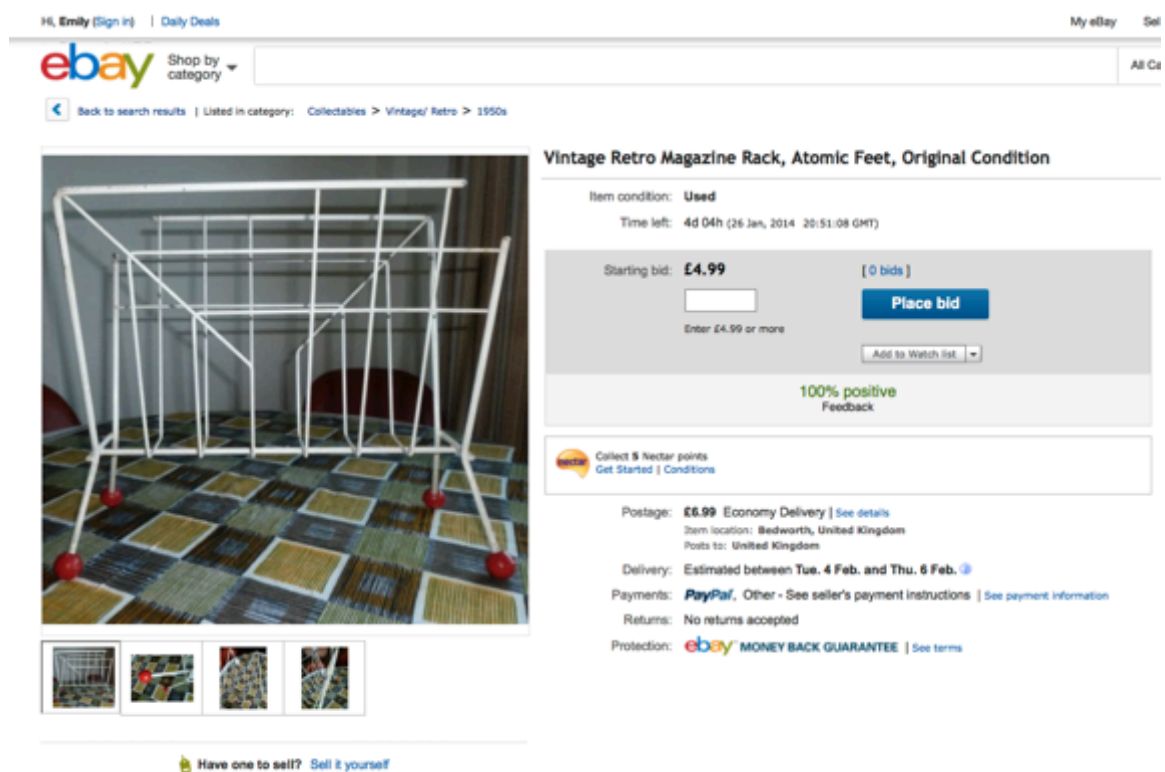 Hi, Emily (Sign in) | Daily Deals
My eBay Sel
ebay
Shop by
category
All Ca
Back to search results | Listed in category: Collectables > Vintage/ Retro > 1950s
Vintage Retro Magazine Rack, Atomic Feet, Original Condition
Item condition: Used
Time left: 4d 04h (26 Jan, 2014 20:51:08 GMT)
Starting bid: £4.99 [ 0 bids ]
Place bid
Enter £4.99 or more
Add to Watch list
100% positive
Feedback
nectar
Collect 5 Nectar points
Get Started | Conditions
Postage: £6.99 Economy Delivery | See details
Item location: Bedworth, United Kingdom
Posts to: United Kingdom
Delivery: Estimated between Tue. 4 Feb. and Thu. 6 Feb.
Payments: PayPal, Other - See seller's payment instructions | See payment information
Returns: No returns accepted
Protection: ebay MONEY BACK GUARANTEE | See terms
Have one to sell? Sell it yourself